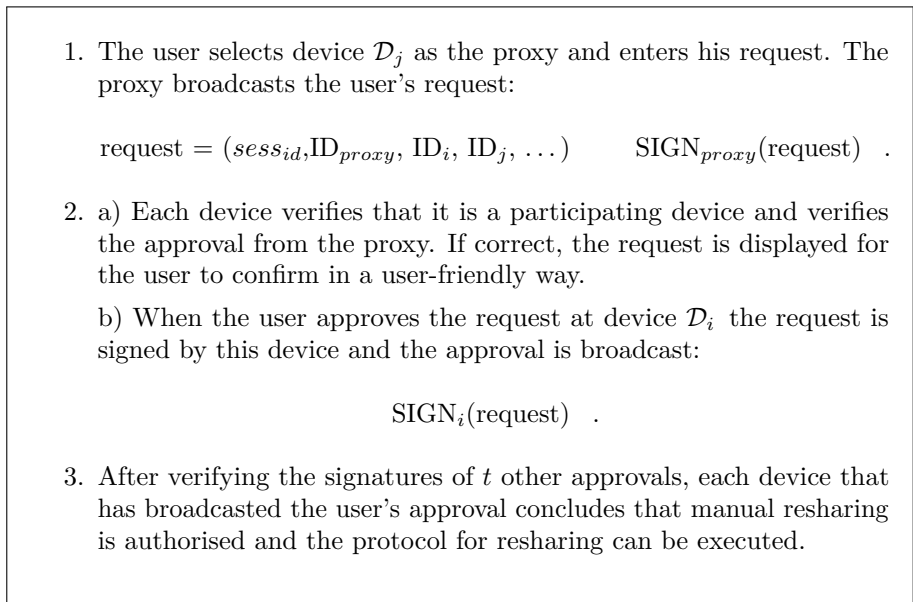 1. The user selects device 𝒟ⱼ as the proxy and enters his request. The
proxy broadcasts the user's request:
request = (sess_id,ID_proxy, ID_i, ID_j, ...) SIGN_proxy(request) .
2. a) Each device verifies that it is a participating device and verifies
the approval from the proxy. If correct, the request is displayed for
the user to confirm in a user-friendly way.
b) When the user approves the request at device 𝒟ᵢ the request is
signed by this device and the approval is broadcast:
SIGN_i(request) .
3. After verifying the signatures of t other approvals, each device that
has broadcasted the user's approval concludes that manual resharing
is authorised and the protocol for resharing can be executed.